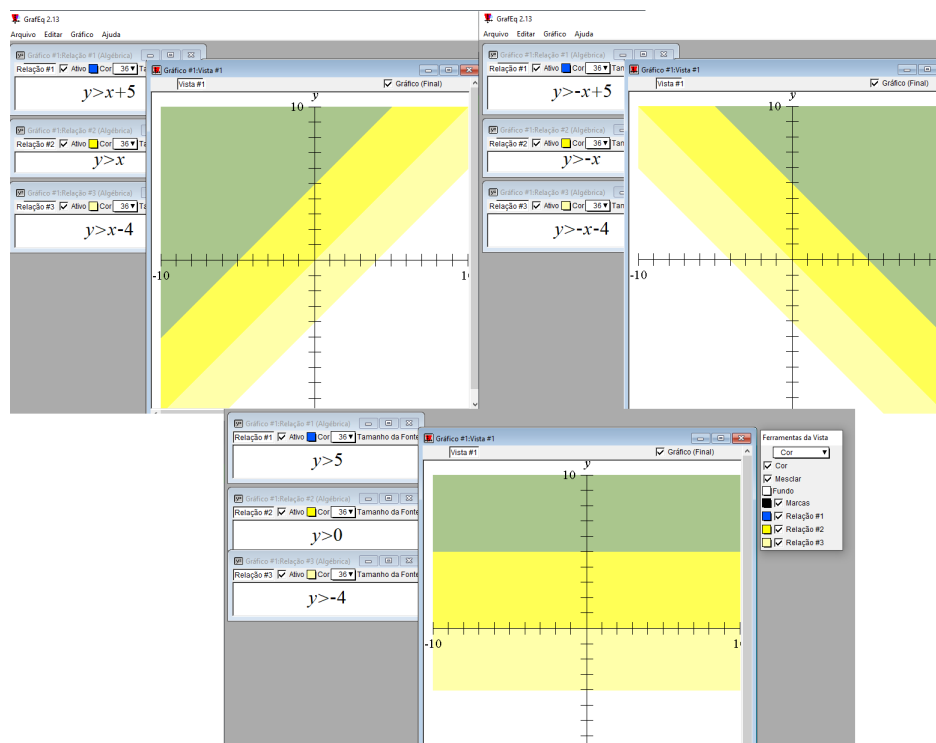 GrafEq 2.13
Arquivo Editar Gráfico Ajuda
Gráfico #1:Relação #1 (Algébrica)
Relação #1 Ativo Cor 36
y>x+5
Gráfico #1:Relação #2 (Algébrica)
Relação #2 Ativo Cor 36
y>x
Gráfico #1:Relação #3 (Algébrica)
Relação #3 Ativo Cor 36
y>x-4
Gráfico #1:Vista #1
Vista #1 Gráfico (Final)
y
10
-10
GrafEq 2.13
Arquivo Editar Gráfico Ajuda
Gráfico #1:Relação #1 (Algébrica)
Relação #1 Ativo Cor 36
y>-x+5
Gráfico #1:Relação #2 (Algébrica)
Relação #2 Ativo Cor 36
y>-x
Gráfico #1:Relação #3 (Algébrica)
Relação #3 Ativo Cor 36
y>-x-4
Gráfico #1:Vista #1
Vista #1 Gráfico (Final)
y
10
-10
Gráfico #1:Relação #1 (Algébrica)
Relação #1 Ativo Cor 36 Tamanho da Fonte
y>5
Gráfico #1:Relação #2 (Algébrica)
Relação #2 Ativo Cor 36 Tamanho da Fonte
y>0
Gráfico #1:Relação #3 (Algébrica)
Relação #3 Ativo Cor 36 Tamanho da Fonte
y>-4
Gráfico #1:Vista #1
Vista #1 Gráfico (Final)
y
10
-10
Ferramentas da Vista
Cor
Cor
Mesclar
Fundo
Marcas
Relação #1
Relação #2
Relação #3